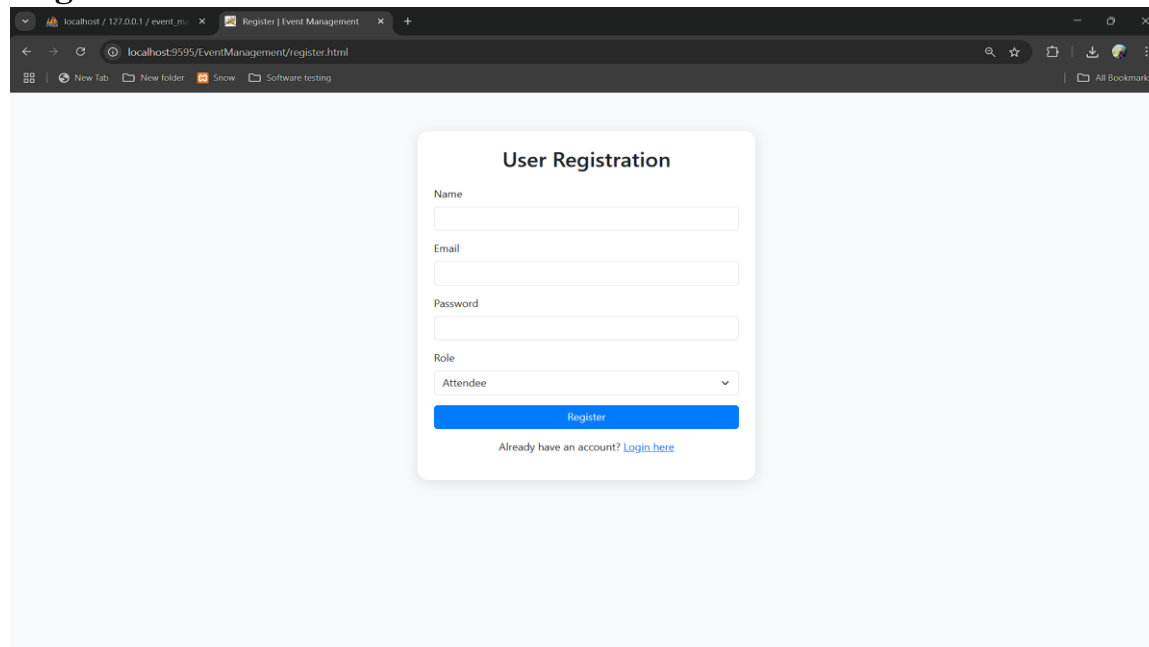 localhost / 127.0.0.1 / event_m
Register | Event Management
localhost:9595/EventManagement/register.html
New Tab
New folder
Snow
Software testing
All Bookmark
User Registration
Name
Email
Password
Role
Attendee
Register
Already have an account? Login here